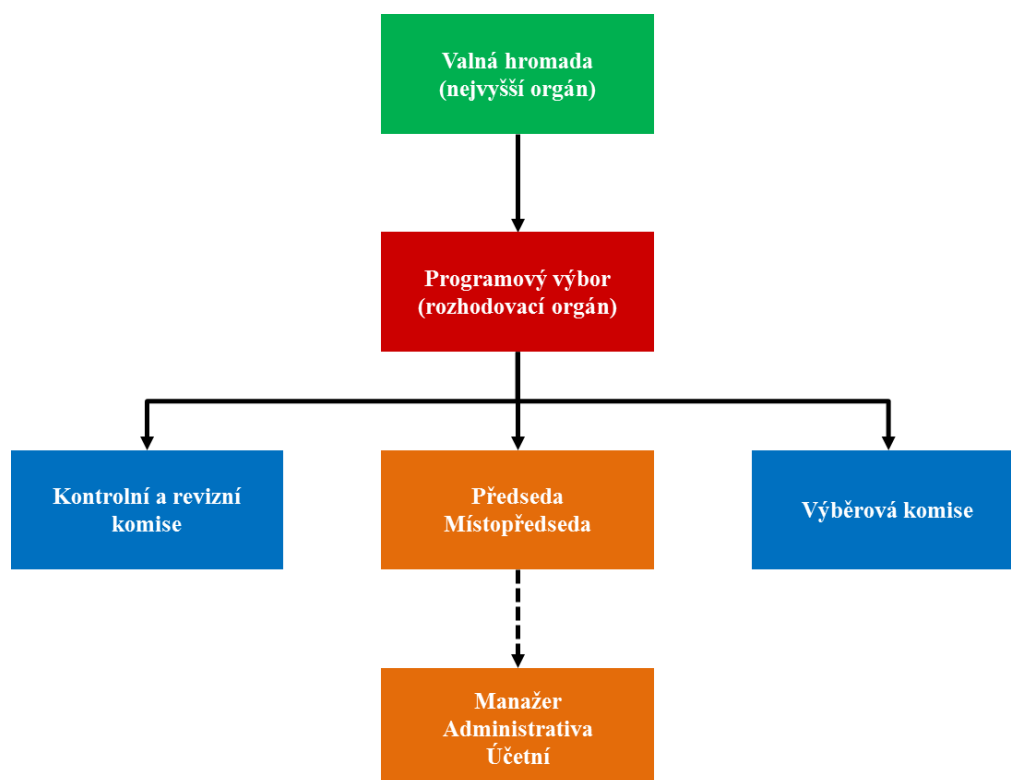 Valná hromada
(nejvyšší orgán)
Programový výbor
(rozhodovací orgán)
Kontrolní a revizní
komise
Předseda
Místopředseda
Výběrová komise
Manažer
Administrativa
Účetní